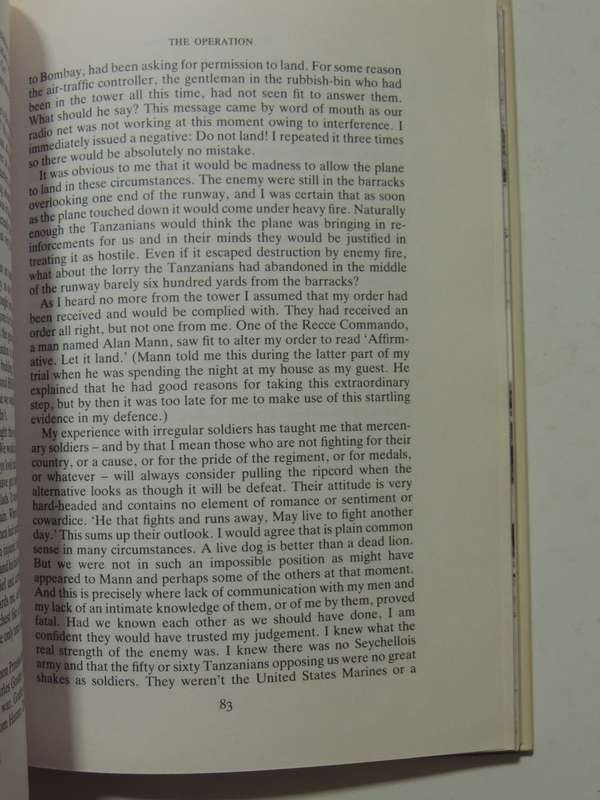 THE OPERATION
to Bombay, had been asking for permission to land. For some reason
the air-traffic controller, the gentleman in the rubbish-bin who had
been in the tower all this time, had not seen fit to answer them.
What should he say? This message came by word of mouth as our
radio net was not working at this moment owing to interference. I
immediately issued a negative: Do not land! I repeated it three times
so there would be absolutely no mistake.
It was obvious to me that it would be madness to allow the plane
to land in these circumstances. The enemy were still in the barracks
overlooking one end of the runway, and I was certain that as soon
as the plane touched down it would come under heavy fire. Naturally
enough the Tanzanians would think the plane was bringing in re-
inforcements for us and in their minds they would be justified in
treating it as hostile. Even if it escaped destruction by enemy fire,
what about the lorry the Tanzanians had abandoned in the middle
of the runway barely six hundred yards from the barracks?
As I heard no more from the tower I assumed that my order had
been received and would be complied with. They had received an
order all right, but not one from me. One of the Recce Commando,
a man named Alan Mann, saw fit to alter my order to read ‘Affirm-
ative. Let it land.’ (Mann told me this during the latter part of my
trial when he was spending the night at my house as my guest. He
explained that he had good reasons for taking this extraordinary
step, but by then it was too late for me to make use of this startling
evidence in my defence.)
My experience with irregular soldiers has taught me that mercen-
ary soldiers – and by that I mean those who are not fighting for their
country, or a cause, or for the pride of the regiment, or for medals,
or whatever – will always consider pulling the ripcord when the
alternative looks as though it will be defeat. Their attitude is very
hard-headed and contains no element of romance or sentiment or
cowardice. ‘He that fights and runs away, May live to fight another
day.’ This sums up their outlook. I would agree that is plain common
sense in many circumstances. A live dog is better than a dead lion.
But we were not in such an impossible position as might have
appeared to Mann and perhaps some of the others at that moment.
And this is precisely where lack of communication with my men and
my lack of an intimate knowledge of them, or of me by them, proved
fatal. Had we known each other as we should have done, I am
confident they would have trusted my judgement. I knew what the
real strength of the enemy was. I knew there was no Seychellois
army and that the fifty or sixty Tanzanians opposing us were no great
shakes as soldiers. They weren't the United States Marines or a
83